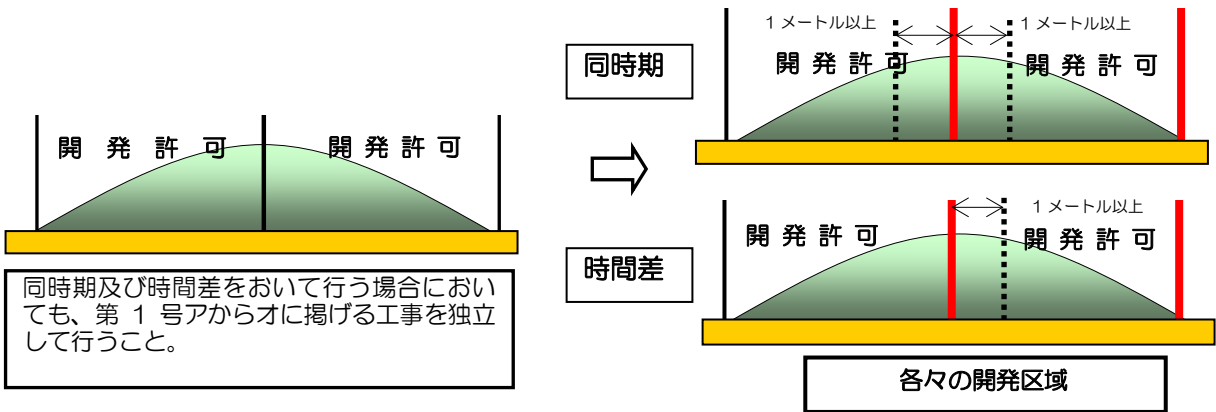 開発許可
開発許可
同時期及び時間差をおいて行う場合におい
ても、第 1 号アからオに掲げる工事を独立
して行うこと。
同時期
1メートル以上
1メートル以上
開発許可
開発許可
時間差
1メートル以上
開発許可
開発許可
各々の開発区域